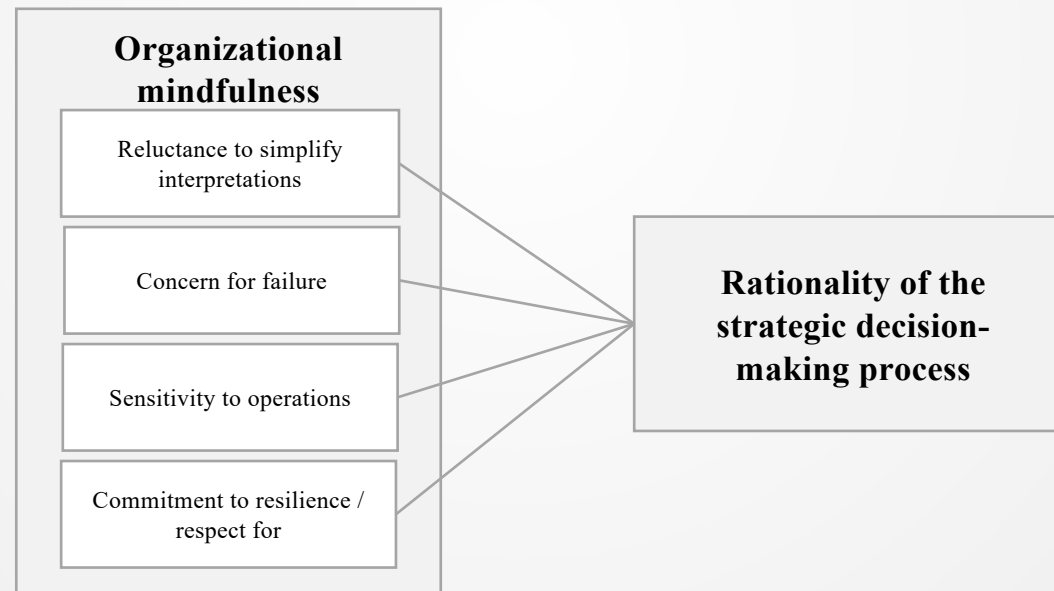 Organizational
mindfulness
Reluctance to simplify
interpretations
Concern for failure
Sensitivity to operations
Commitment to resilience /
respect for
Rationality of the
strategic decision-
making process